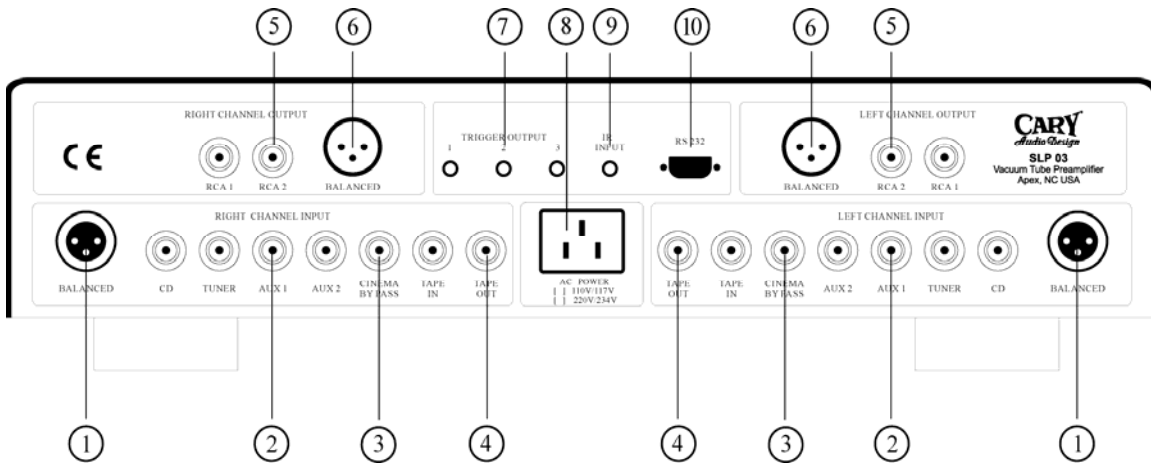 5 6 7 8 9 10 6 5
RIGHT CHANNEL OUTPUT
RCA 1 RCA 2 BALANCED
CE
TRIGGER OUTPUT
1 2 3
IR
INPUT
RS 232
LEFT CHANNEL OUTPUT
BALANCED RCA 2 RCA 1
CARY
Audio Design
SLP 03
Vacuum Tube Preamplifier
Apex, NC USA
RIGHT CHANNEL INPUT
BALANCED CD TUNER AUX 1 AUX 2 CINEMA BY PASS TAPE IN TAPE OUT
AC POWER
[ ] 110V/117V
[ ] 220V/234V
LEFT CHANNEL INPUT
TAPE OUT TAPE IN CINEMA BY PASS AUX 2 AUX 1 TUNER CD BALANCED
1 2 3 4 4 3 2 1